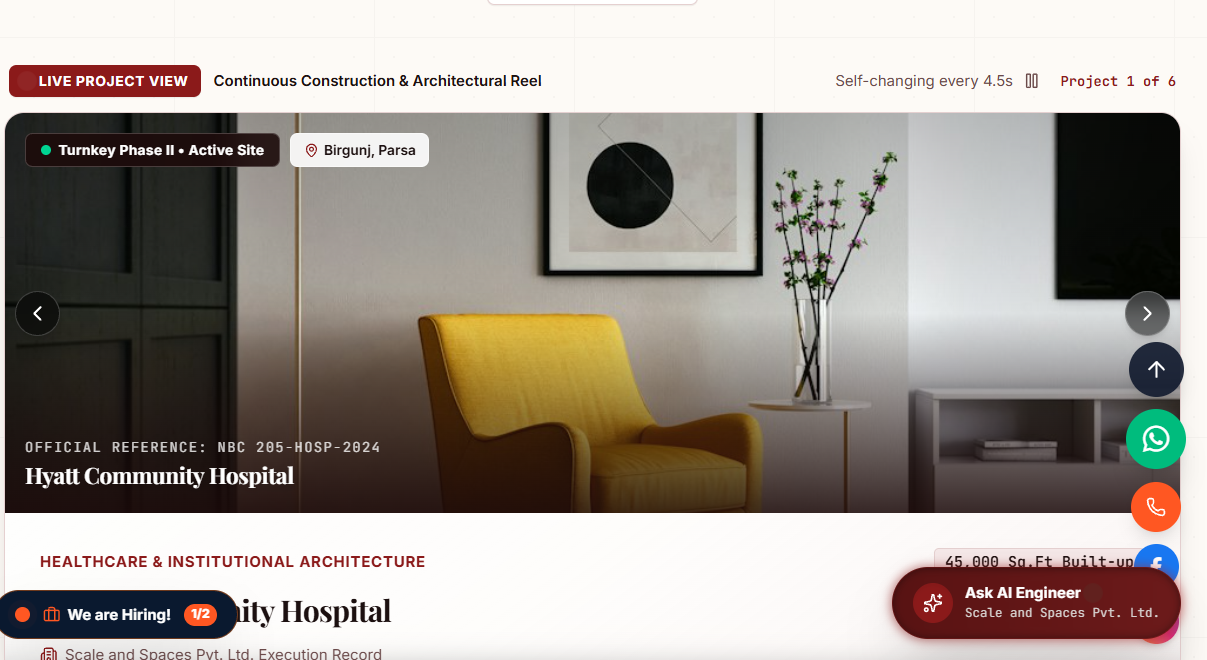 LIVE PROJECT VIEW Continuous Construction & Architectural Reel Self-changing every 4.5s Project 1 of 6
Turnkey Phase II • Active Site Birgunj, Parsa
OFFICIAL REFERENCE: NBC 205-HOSP-2024
Hyatt Community Hospital
HEALTHCARE & INSTITUTIONAL ARCHITECTURE 45,000 Sq.Ft Built-up
We are Hiring! 1/2
ity Hospital
Ask AI Engineer
Scale and Spaces Pvt. Ltd.
Scale and Spaces Pvt. Ltd. Execution Record